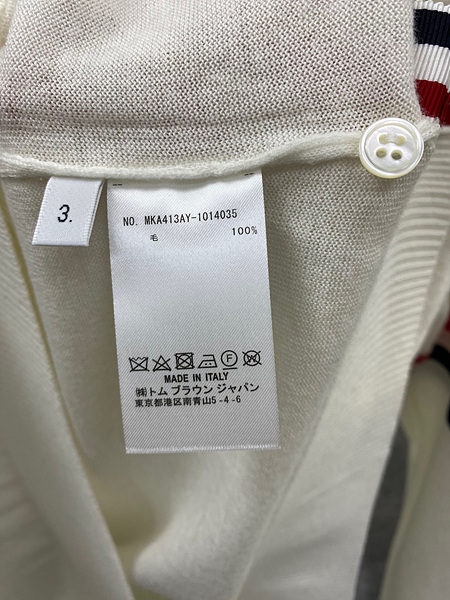 3.
NO. MKA413AY-1014035
毛 100%
F W
MADE IN ITALY
㈱トム ブラウン ジャパン
東京都港区南青山5-4-6